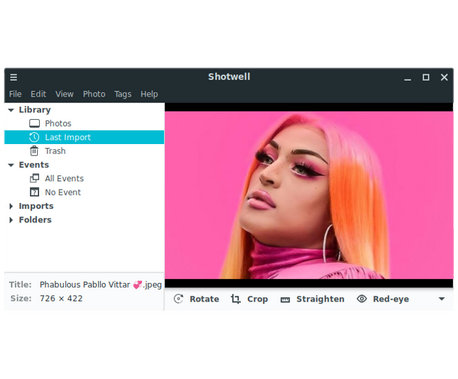 Shotwell
File Edit View Photo Tags Help
Library
Photos
Last Import
Trash
Events
All Events
No Event
Imports
Folders
Title: Phabulous Pabllo Vittar 💞.jpeg
Size: 726 × 422
Rotate Crop Straighten Red-eye